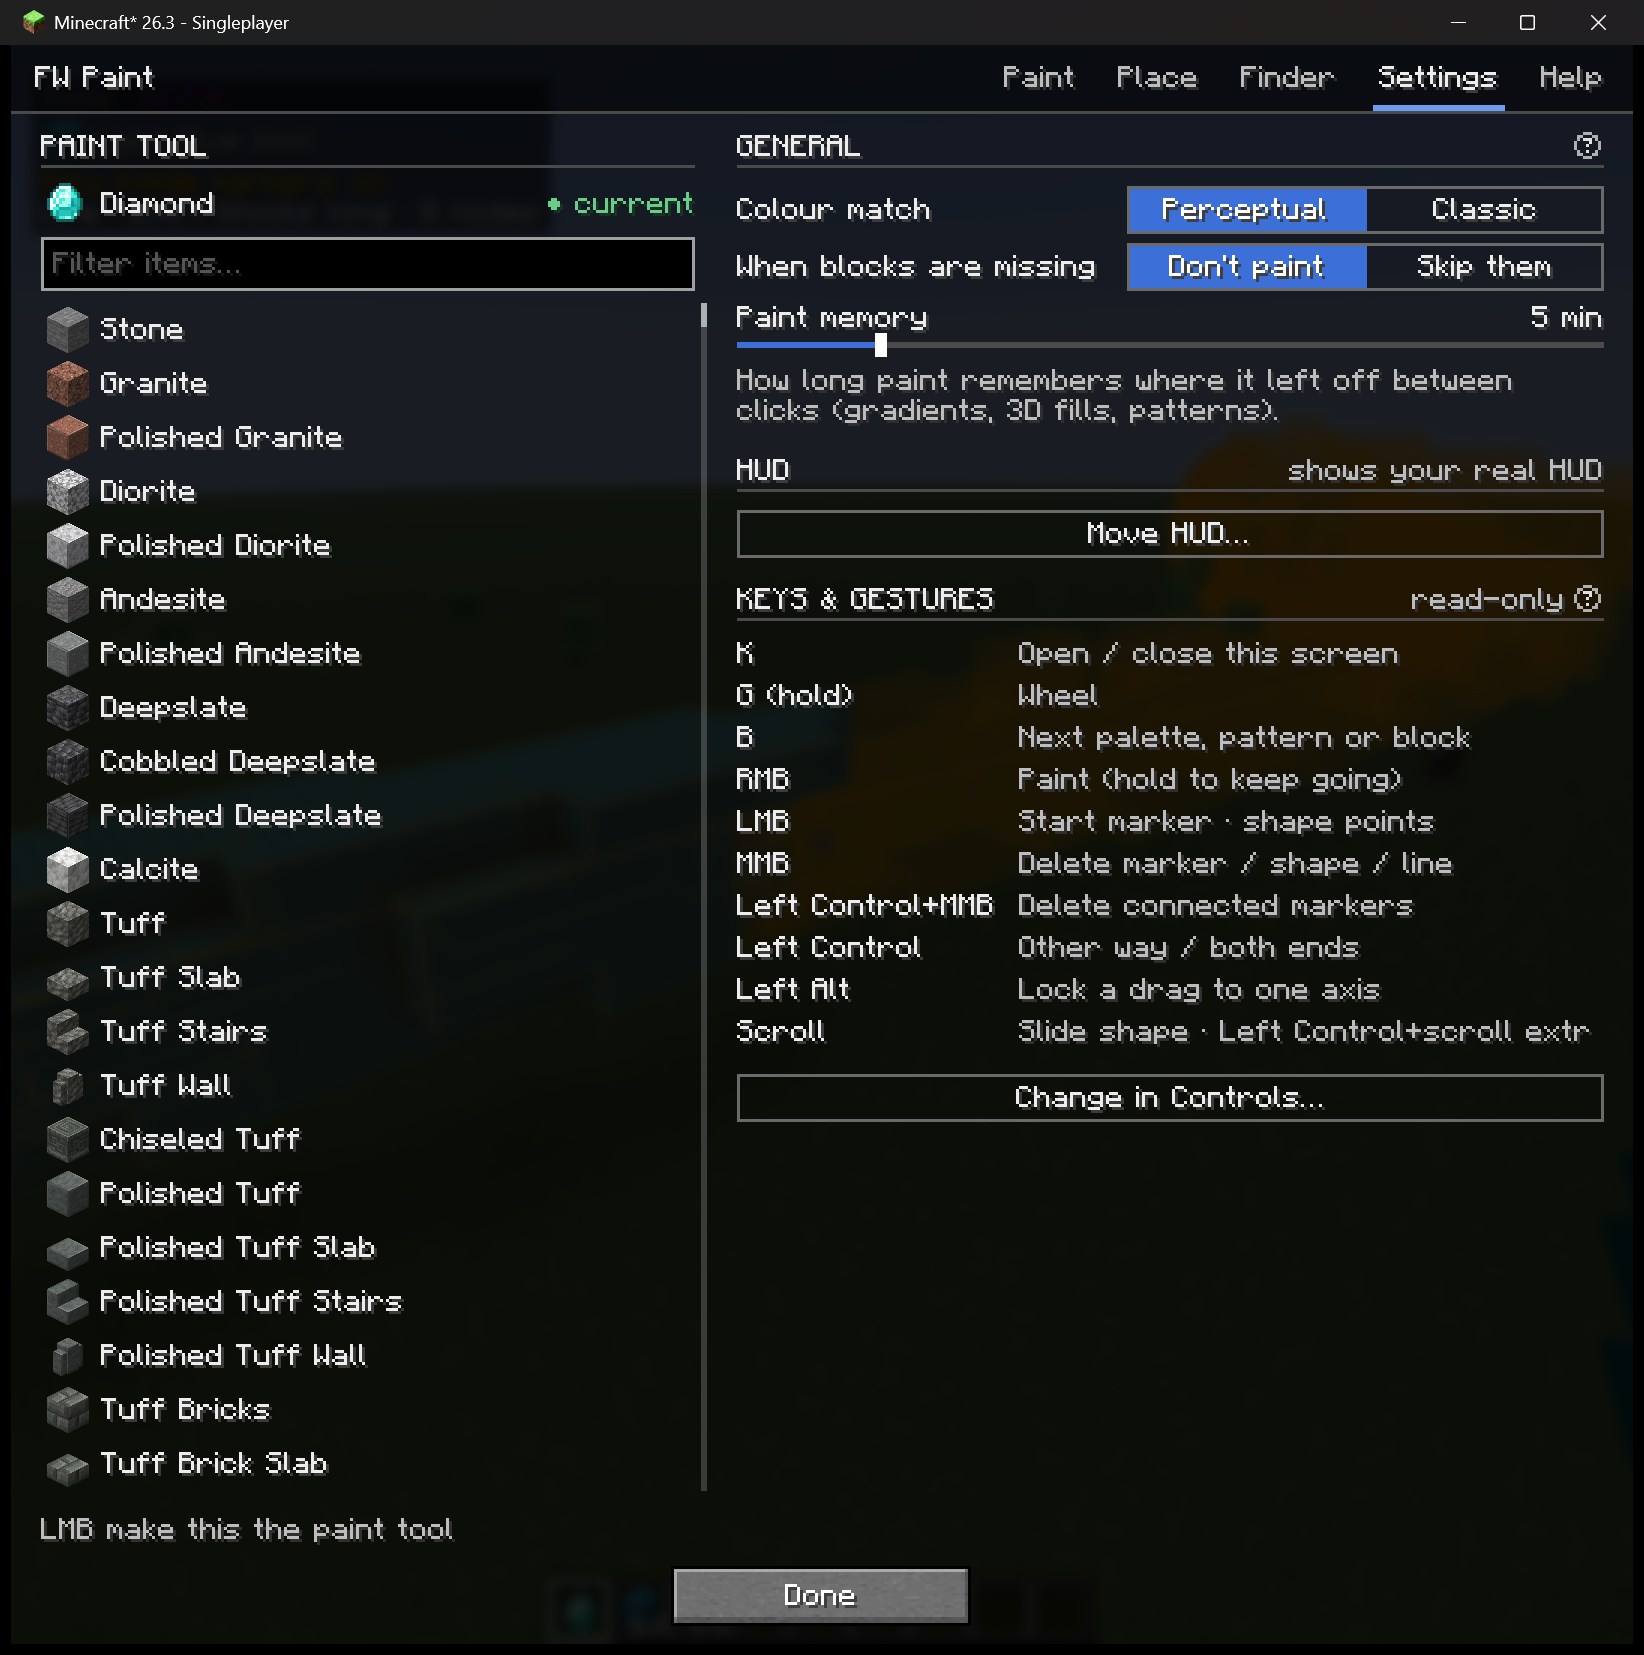 Minecraft* 26.3 - Singleplayer
FW Paint
Paint
Place
Finder
Settings
Help
PAINT TOOL
Diamond
• current
Filter items...
Stone
Granite
Polished Granite
Diorite
Polished Diorite
Andesite
Polished Andesite
Deepslate
Cobbled Deepslate
Polished Deepslate
Calcite
Tuff
Tuff Slab
Tuff Stairs
Tuff Wall
Chiseled Tuff
Polished Tuff
Polished Tuff Slab
Polished Tuff Stairs
Polished Tuff Wall
Tuff Bricks
Tuff Brick Slab
LMB make this the paint tool
GENERAL
Colour match
Perceptual
Classic
When blocks are missing
Don't paint
Skip them
Paint memory
5 min
How long paint remembers where it left off between
clicks (gradients, 3D fills, patterns).
HUD
shows your real HUD
Move HUD...
KEYS & GESTURES
read-only
K Open / close this screen
G (hold) Wheel
B Next palette, pattern or block
RMB Paint (hold to keep going)
LMB Start marker · shape points
MMB Delete marker / shape / line
Left Control+MMB Delete connected markers
Left Control Other way / both ends
Left Alt Lock a drag to one axis
Scroll Slide shape · Left Control+scroll extr
Change in Controls...
Done